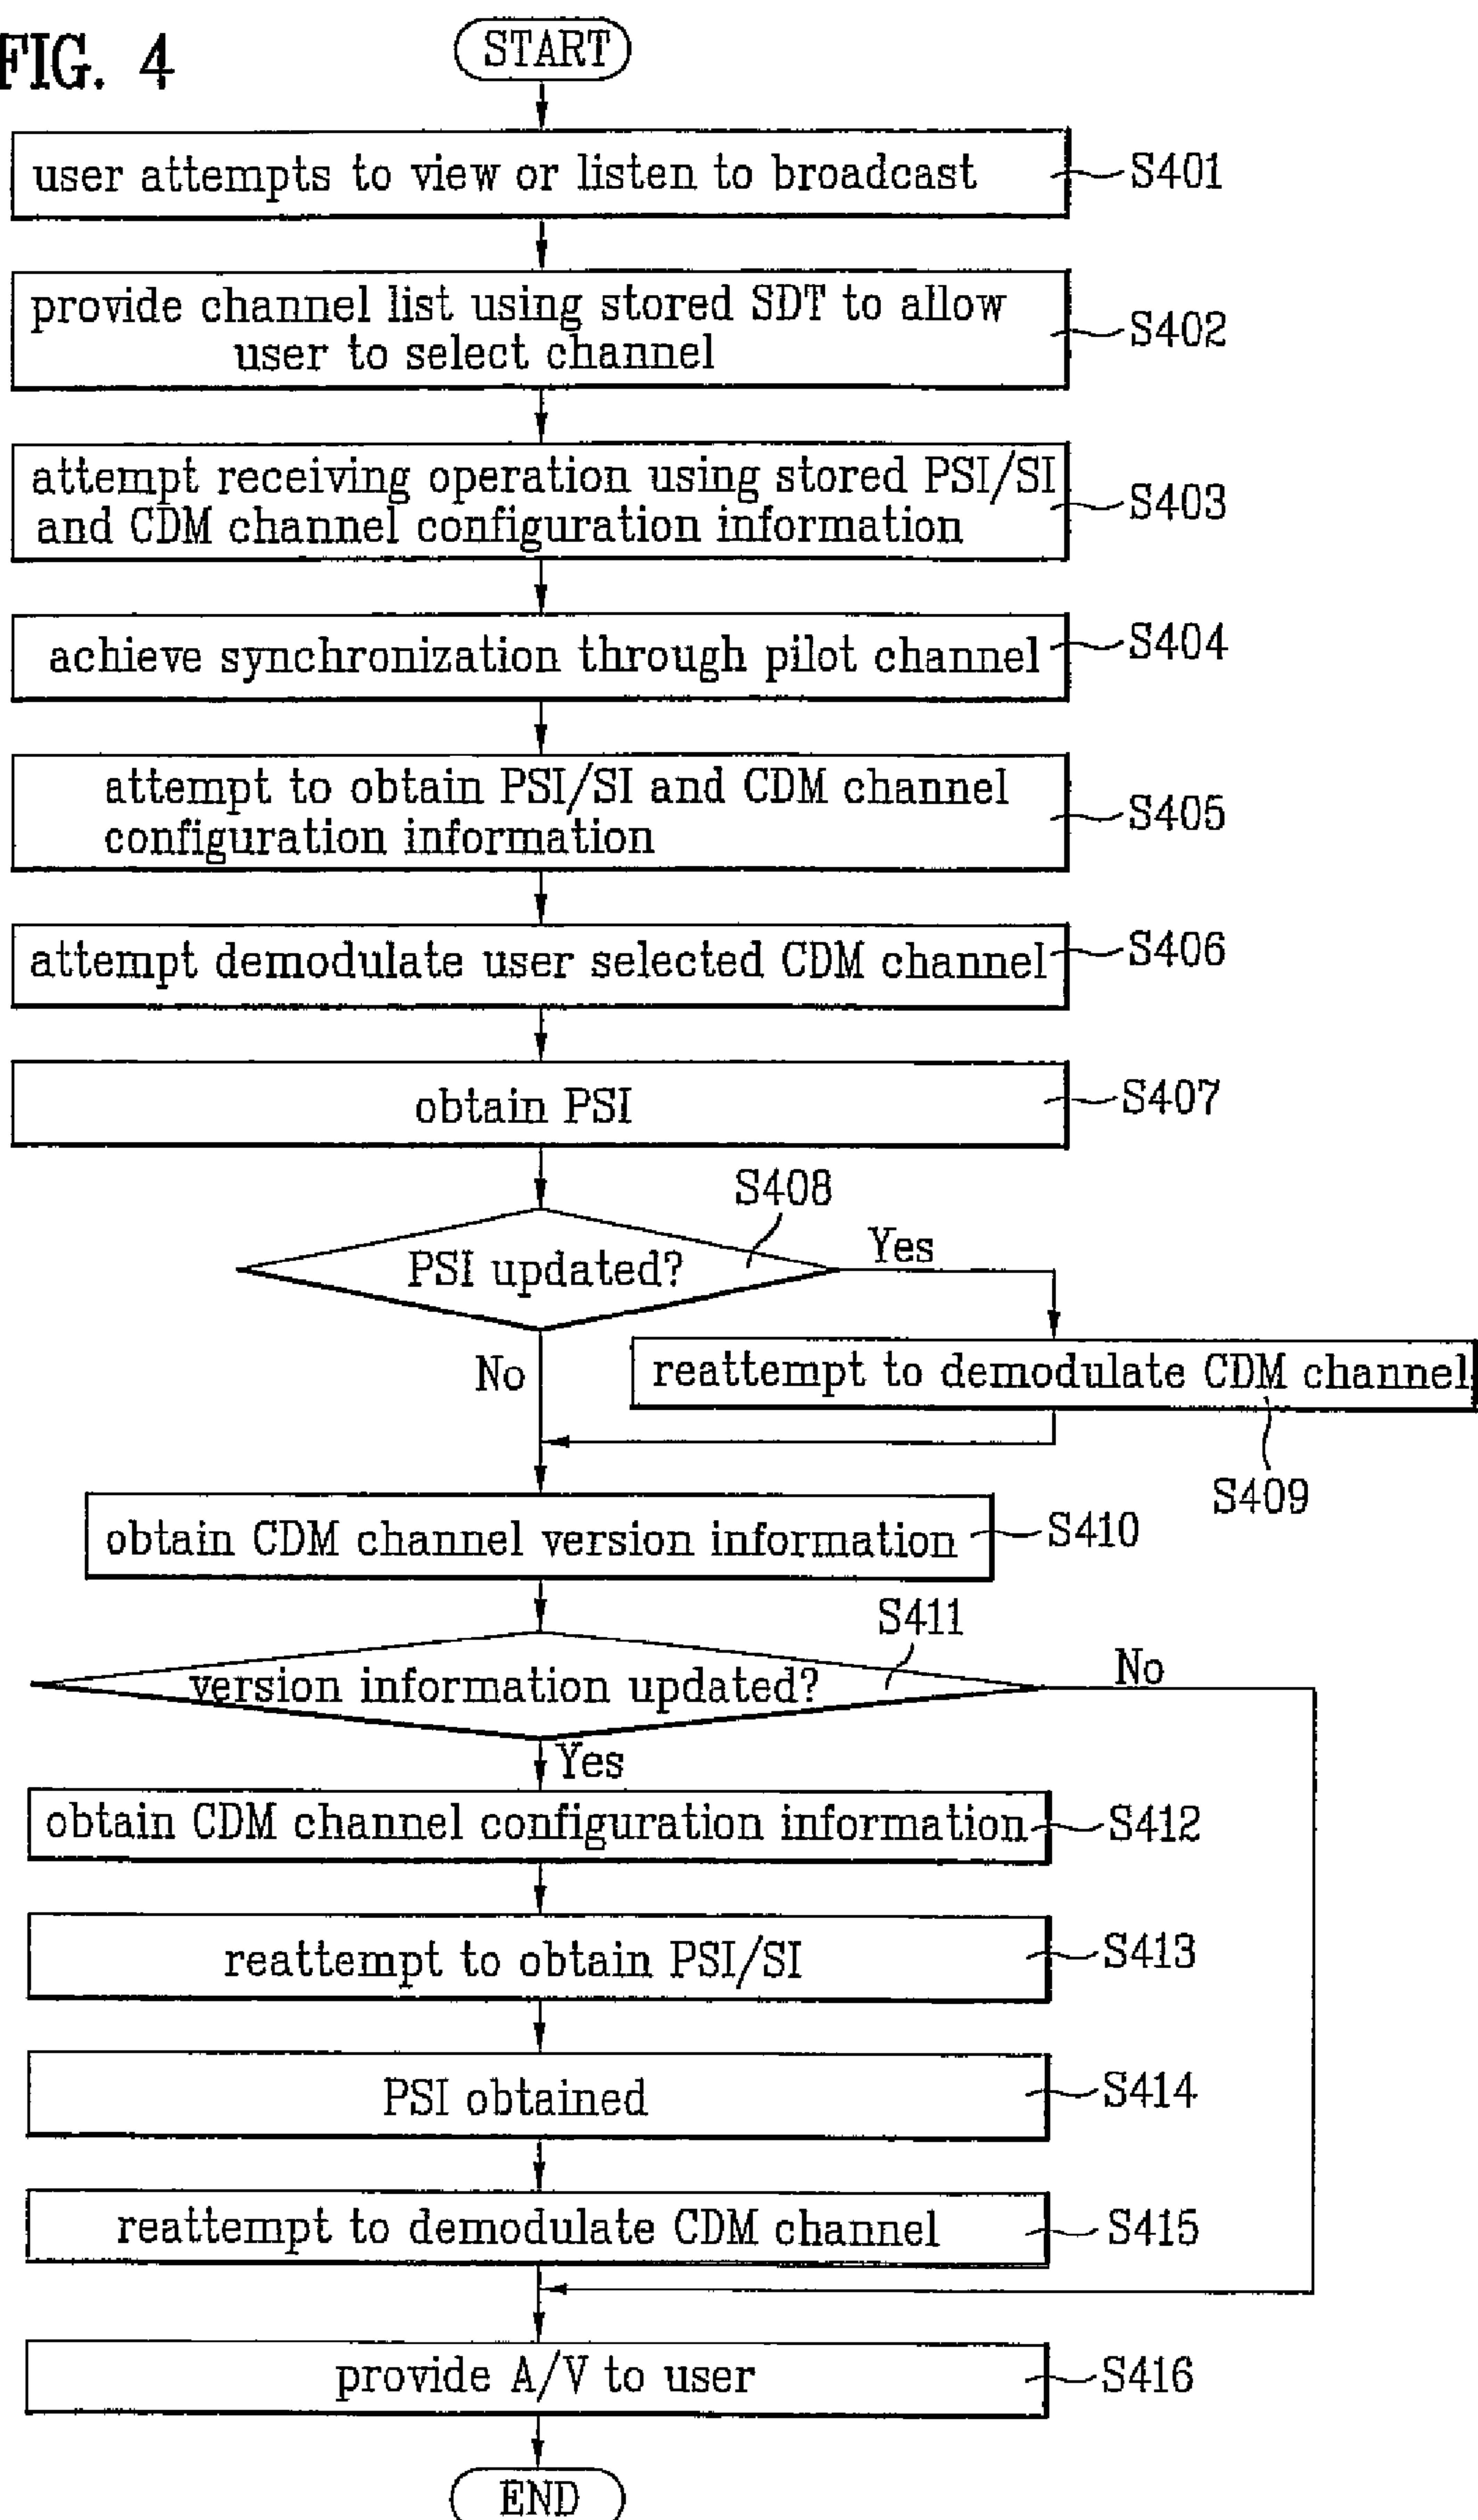 FIG. 4
START
user attempts to view or listen to broadcast
S401
provide channel list using stored SDT to allow
user to select channel
S402
attempt receiving operation using stored PSI/SI
and CDM channel configuration information
S403
achieve synchronization through pilot channel
S404
attempt to obtain PSI/SI and CDM channel
configuration information
S405
attempt demodulate user selected CDM channel
S406
obtain PSI
S407
S408
PSI updated?
Yes
No
reattempt to demodulate CDM channel
S409
obtain CDM channel version information
S410
S411
version information updated?
No
Yes
obtain CDM channel configuration information
S412
reattempt to obtain PSI/SI
S413
PSI obtained
S414
reattempt to demodulate CDM channel
S415
provide A/V to user
S416
END